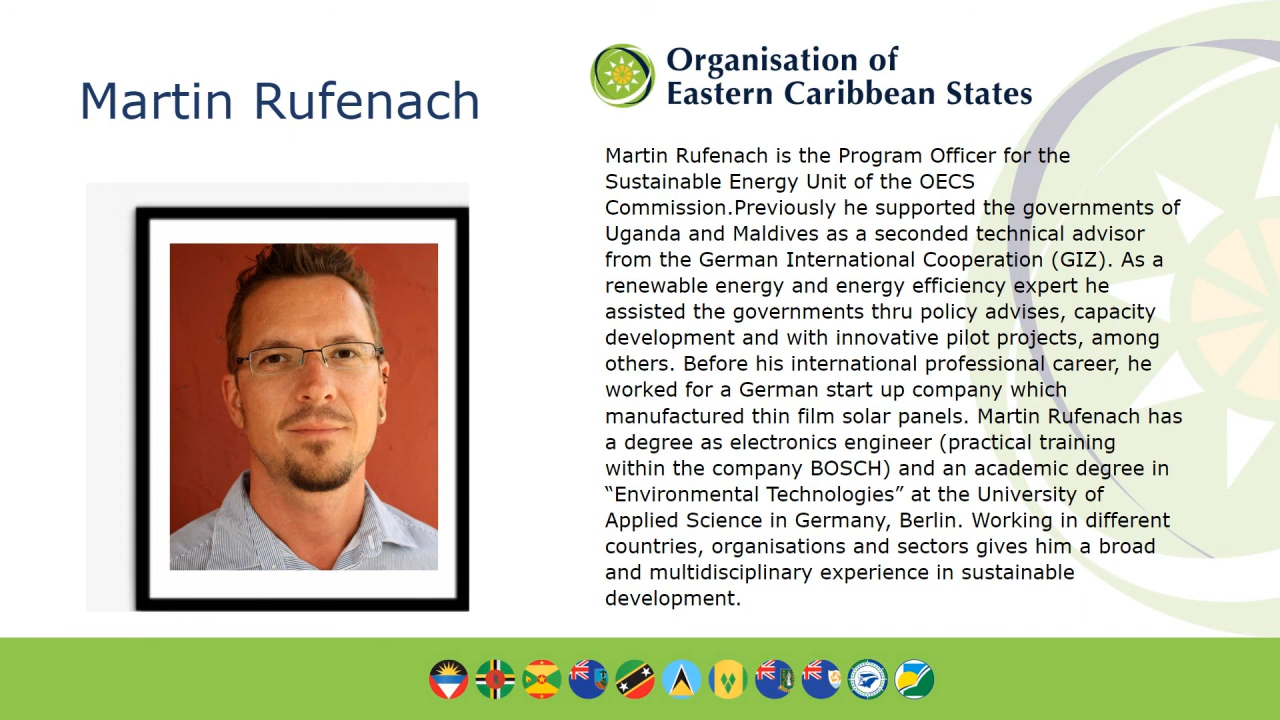 Martin Rufenach
Organisation of
Eastern Caribbean States
Martin Rufenach is the Program Officer for the
Sustainable Energy Unit of the OECS
Commission.Previously he supported the governments of
Uganda and Maldives as a seconded technical advisor
from the German International Cooperation (GIZ). As a
renewable energy and energy efficiency expert he
assisted the governments thru policy advises, capacity
development and with innovative pilot projects, among
others. Before his international professional career, he
worked for a German start up company which
manufactured thin film solar panels. Martin Rufenach has
a degree as electronics engineer (practical training
within the company BOSCH) and an academic degree in
“Environmental Technologies” at the University of
Applied Science in Germany, Berlin. Working in different
countries, organisations and sectors gives him a broad
and multidisciplinary experience in sustainable
development.